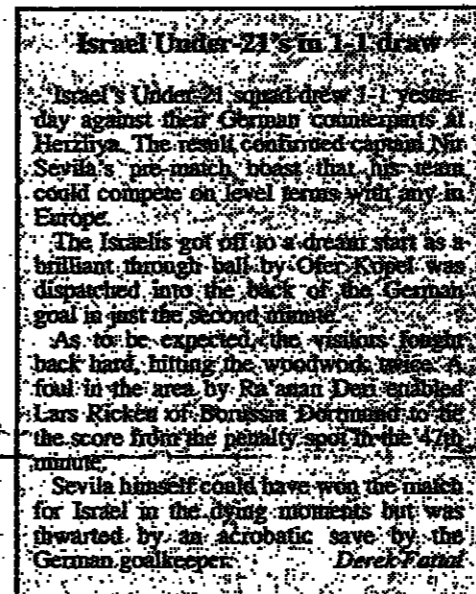 Israel Under-21's in 1-1 draw
Israel's Under-21 squad drew 1-1 yester-
day against their German counterparts at
Herzliya. The result confirmed captain Nir
Sevila's pre-match boast that his team
could compete on level terms with any in
Europe.
The Israelis got off to a dream start as a
brilliant through ball by Ofer Kopel was
dispatched into the back of the German
goal in just the second minute.
As to be expected, the visitors fought
back hard, hitting the woodwork twice. A
foul in the area by Ra'anan Deri enabled
Lars Ricken of Borussia Dortmund to tie
the score from the penalty spot in the 47th
minute.
Sevila himself could have won the match
for Israel in the dying moments but was
thwarted by an acrobatic save by the
German goalkeeper. Derek Fattal